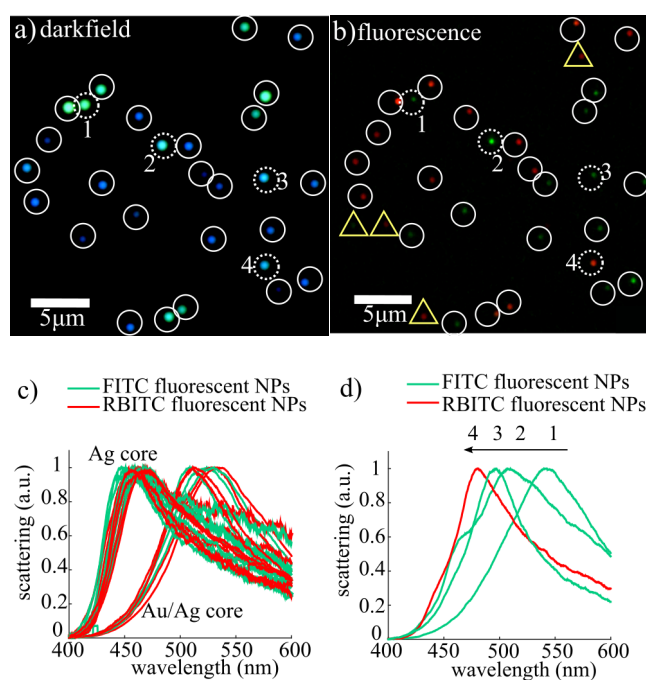 a) darkfield
1
2
3
4
5μm
b) fluorescence
1
2
3
4
5μm
c)
FITC fluorescent NPs
RBITC fluorescent NPs
Ag core
Au/Ag core
scattering (a.u.)
1
0.8
0.6
0.4
0.2
0
400 450 500 550 600
wavelength (nm)
d)
FITC fluorescent NPs
RBITC fluorescent NPs
4 3 2 1
scattering (a.u.)
1
0.8
0.6
0.4
0.2
0
400 450 500 550 600
wavelength (nm)